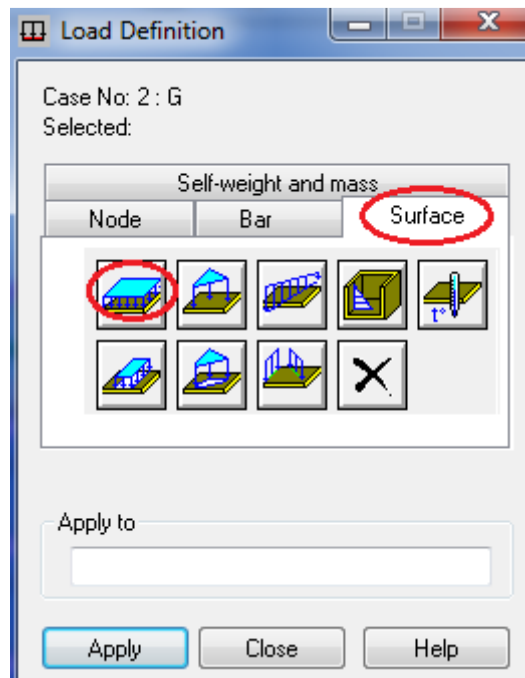 Load Definition
Case No: 2 : G
Selected:
Self-weight and mass
Node Bar Surface
t°
Apply to
Apply Close Help